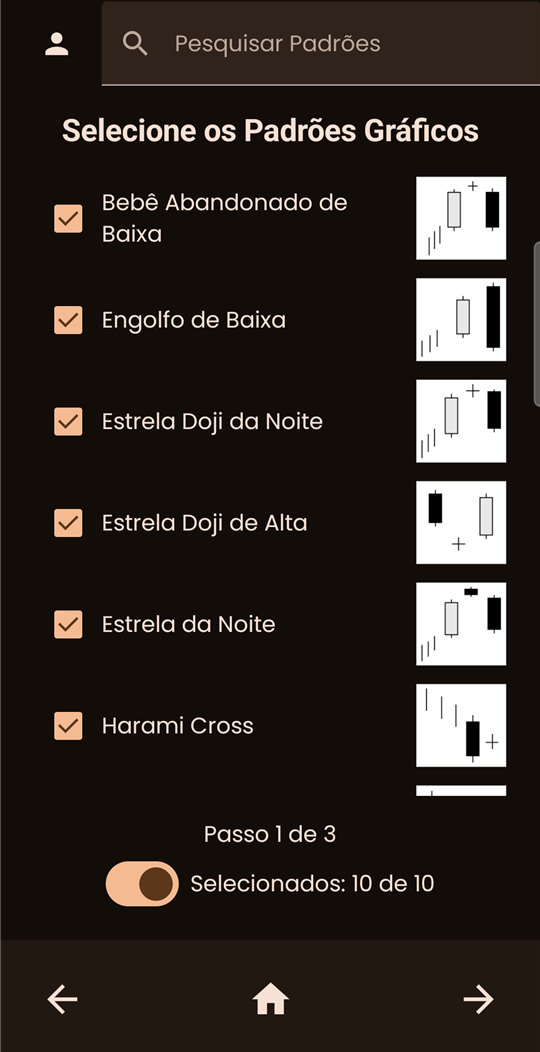 Pesquisar Padrões
Selecione os Padrões Gráficos
Bebê Abandonado de
Baixa
Engolfo de Baixa
Estrela Doji da Noite
Estrela Doji de Alta
Estrela da Noite
Harami Cross
Passo 1 de 3
Selecionados: 10 de 10